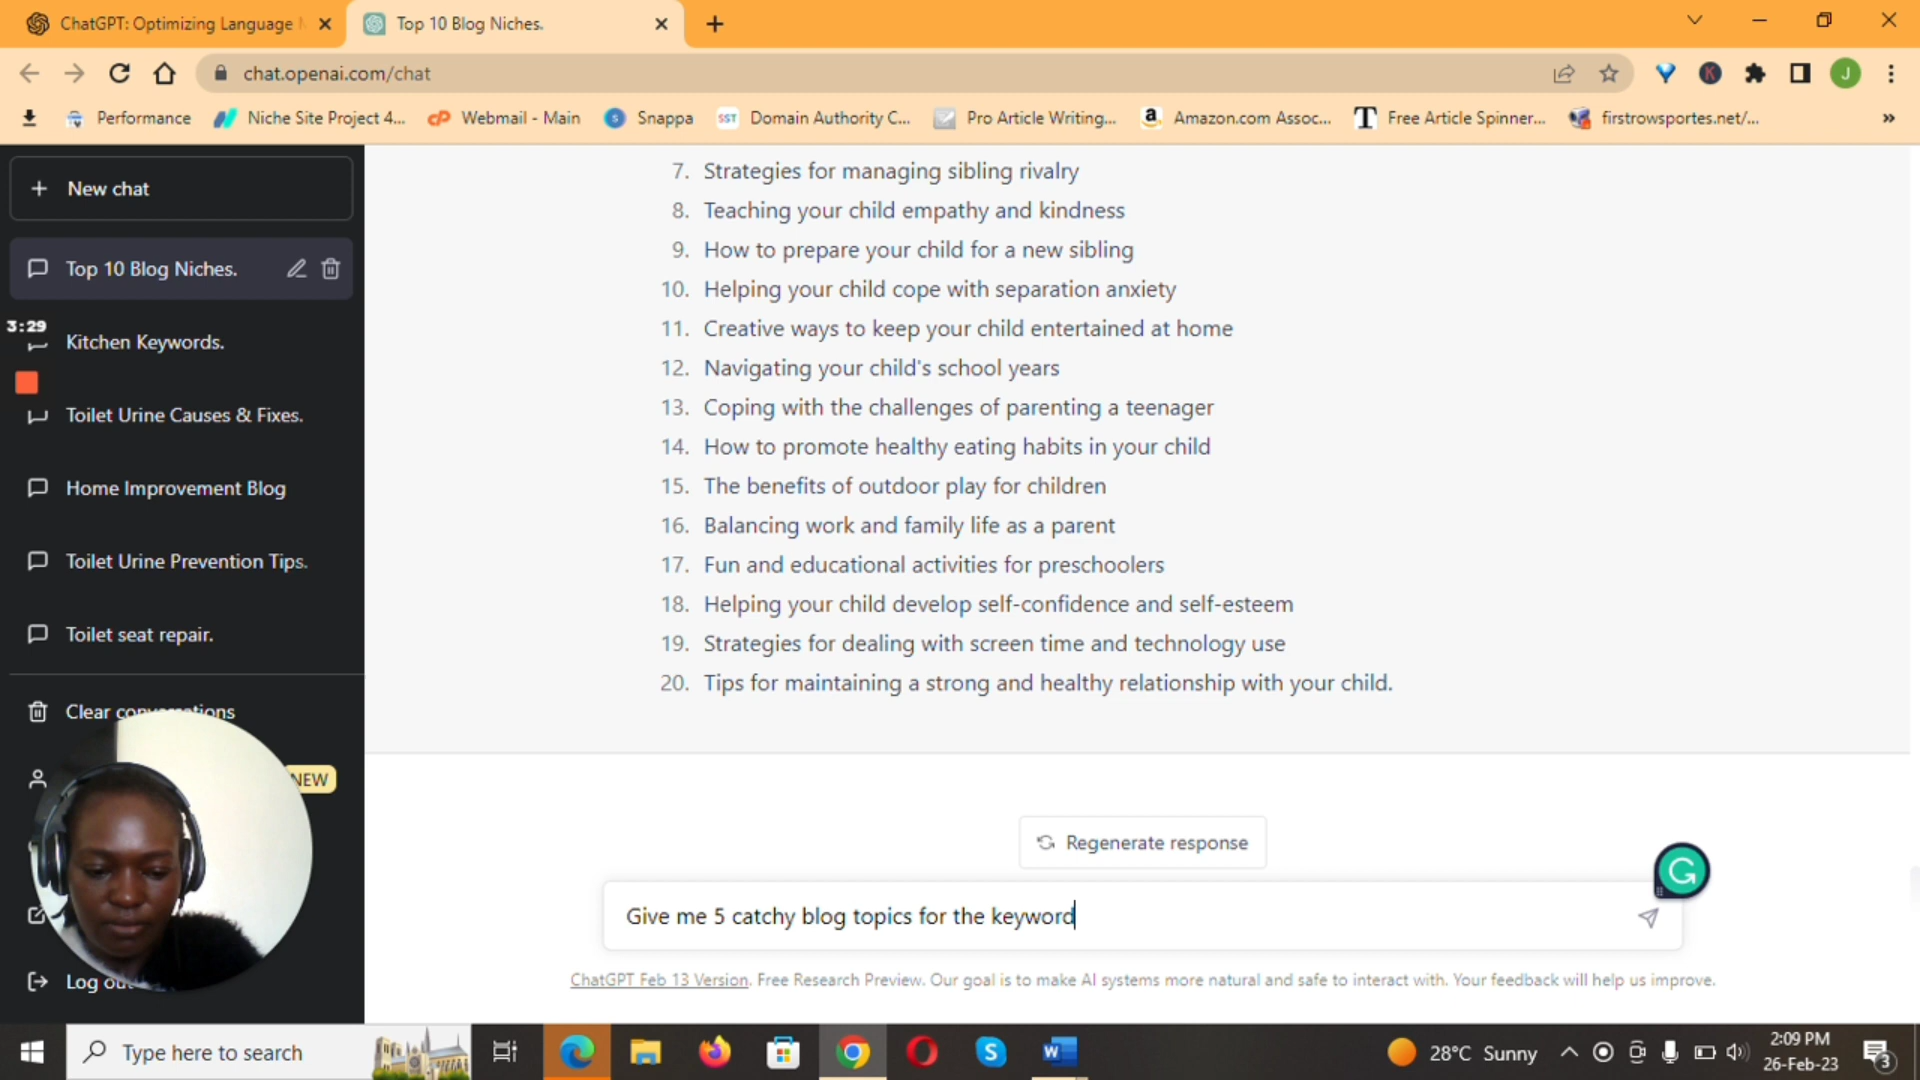 ChatGPT: Optimizing Language
Top 10 Blog Niches.
chat.openai.com/chat
J
K
Performance
Niche Site Project 4...
cP
Webmail - Main
S
Snappa
SST
Domain Authority C...
Pro Article Writing...
a
Amazon.com Assoc...
T
Free Article Spinner...
firstrowsportes.net/...
»
+ New chat
Top 10 Blog Niches.
3:29
Kitchen Keywords.
Toilet Urine Causes & Fixes.
Home Improvement Blog
Toilet Urine Prevention Tips.
Toilet seat repair.
Clear conversations
NEW
Log out
7. Strategies for managing sibling rivalry
8. Teaching your child empathy and kindness
9. How to prepare your child for a new sibling
10. Helping your child cope with separation anxiety
11. Creative ways to keep your child entertained at home
12. Navigating your child's school years
13. Coping with the challenges of parenting a teenager
14. How to promote healthy eating habits in your child
15. The benefits of outdoor play for children
16. Balancing work and family life as a parent
17. Fun and educational activities for preschoolers
18. Helping your child develop self-confidence and self-esteem
19. Strategies for dealing with screen time and technology use
20. Tips for maintaining a strong and healthy relationship with your child.
Regenerate response
G
Give me 5 catchy blog topics for the keyword
ChatGPT Feb 13 Version. Free Research Preview. Our goal is to make AI systems more natural and safe to interact with. Your feedback will help us improve.
Type here to search
28°C Sunny
2:09 PM
26-Feb-23
3